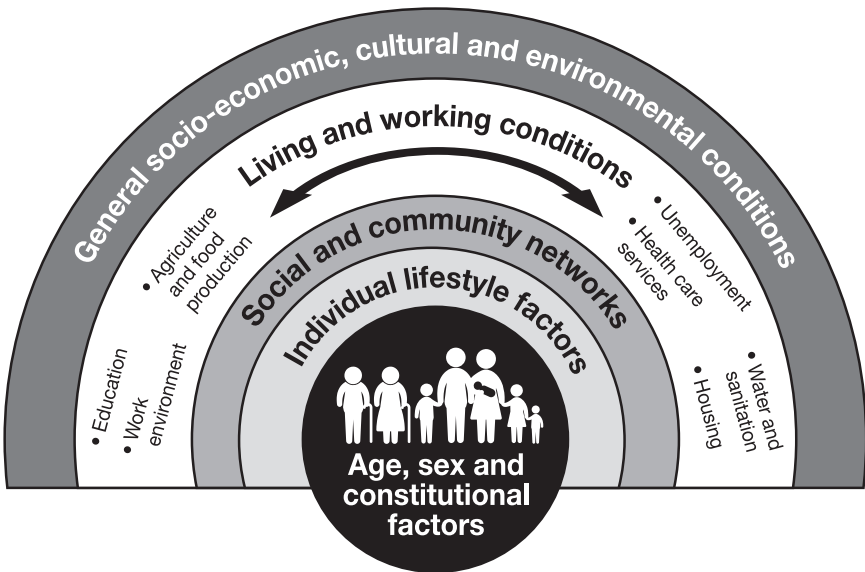 General socio-economic, cultural and environmental conditions
Living and working conditions
• Agriculture
and food
production
• Education
• Work
environment
• Unemployment
• Health care
services
• Water and
sanitation
• Housing
Social and community networks
Individual lifestyle factors
Age, sex and
constitutional
factors